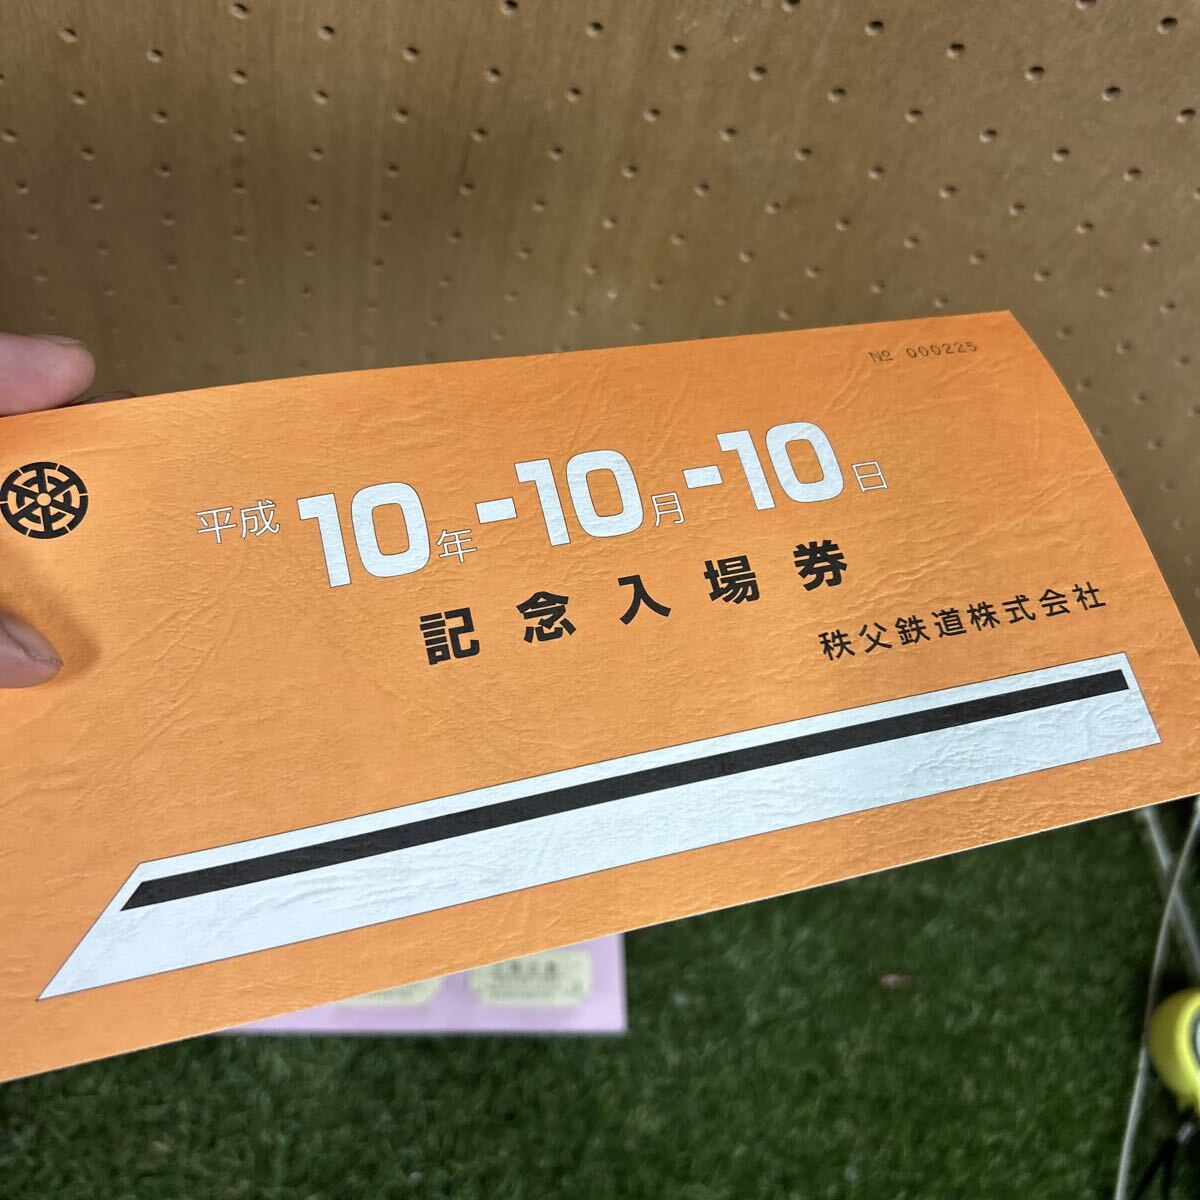 № 000225
平成10年-10月-10日
記念入場券
秩父鉄道株式会社